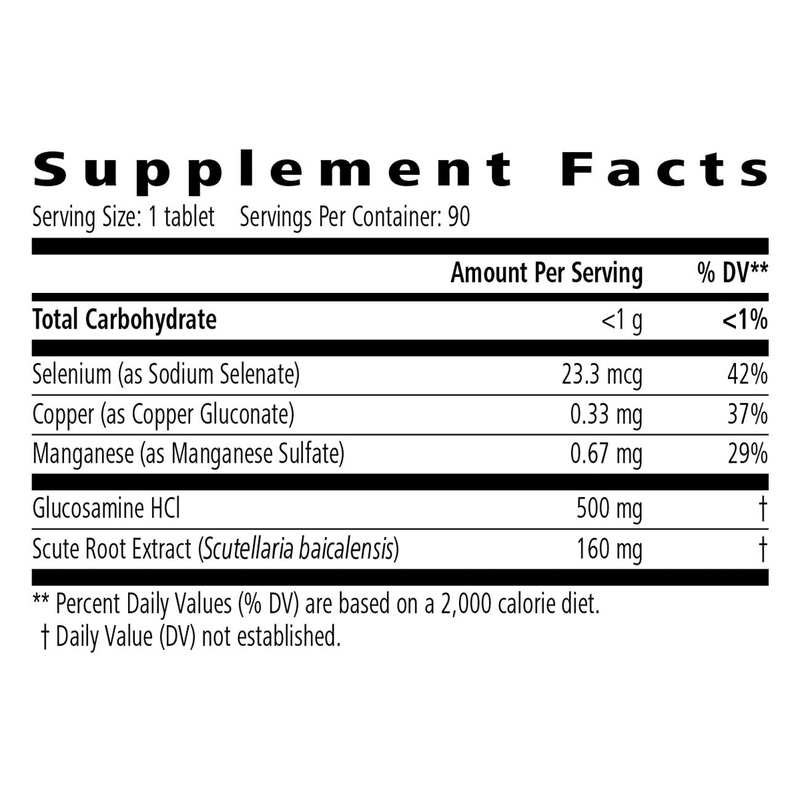 Supplement Facts
Serving Size: 1 tablet Servings Per Container: 90
Amount Per Serving % DV**
Total Carbohydrate <1 g <1%
Selenium (as Sodium Selenate) 23.3 mcg 42%
Copper (as Copper Gluconate) 0.33 mg 37%
Manganese (as Manganese Sulfate) 0.67 mg 29%
Glucosamine HCl 500 mg †
Scute Root Extract (Scutellaria baicalensis) 160 mg †
** Percent Daily Values (% DV) are based on a 2,000 calorie diet.
† Daily Value (DV) not established.